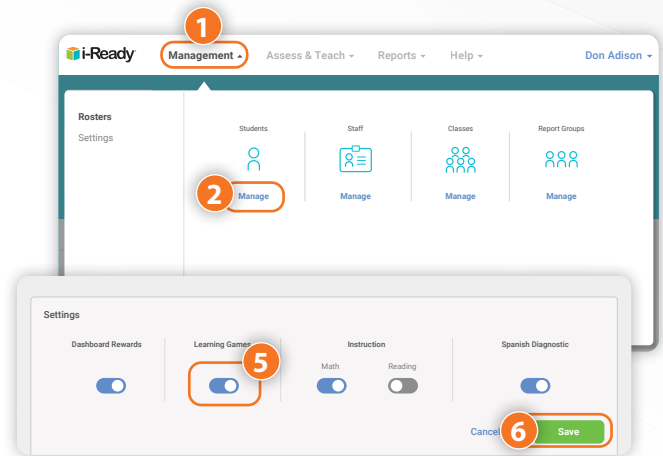 1
i-Ready Management Assess & Teach Reports Help Don Adison
Rosters
Settings
Students Staff Classes Report Groups
2 Manage Manage Manage Manage
Settings
Dashboard Rewards Learning Games Instruction Spanish Diagnostic
5
Math Reading
Cancel 6 Save